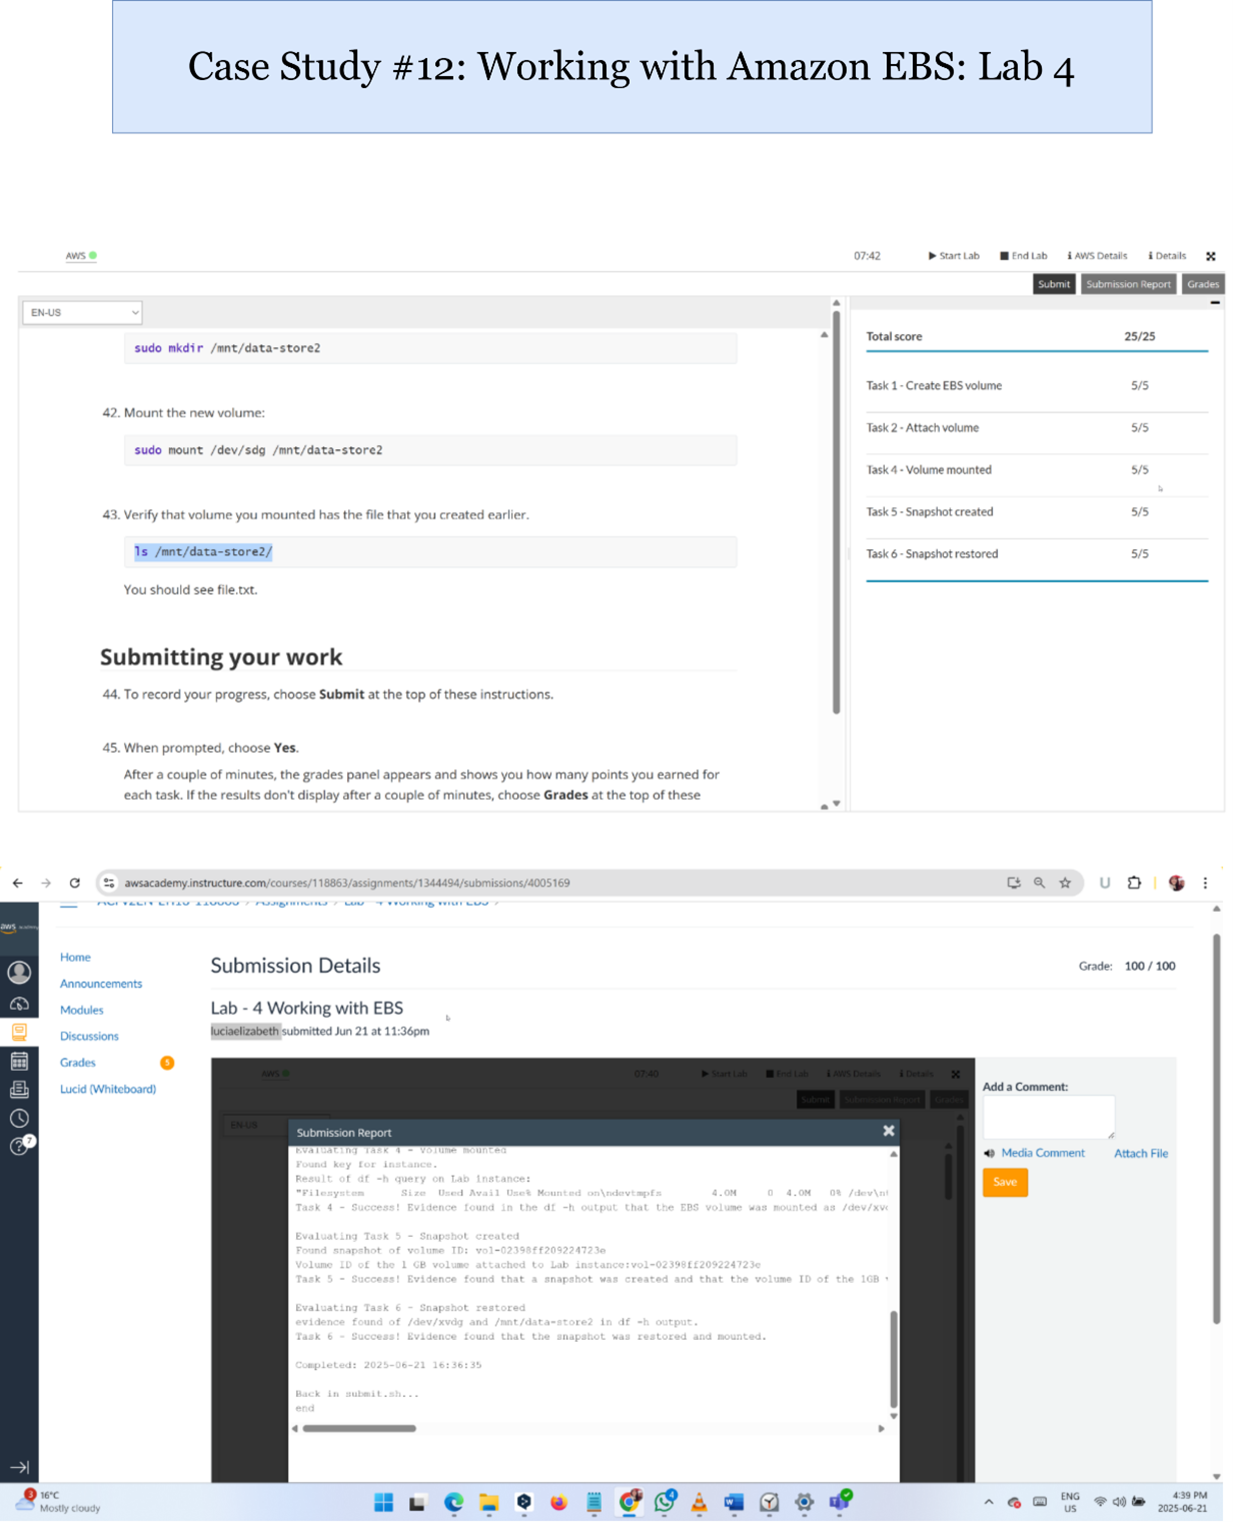 Case Study #12: Working with Amazon EBS: Lab 4
AWS
07:42
Start Lab
End Lab
AWS Details
Details
Submit
Submission Report
Grades
EN-US
sudo mkdir /mnt/data-store2
42. Mount the new volume:
sudo mount /dev/sdg /mnt/data-store2
43. Verify that volume you mounted has the file that you created earlier.
ls /mnt/data-store2/
You should see file.txt.
Submitting your work
44. To record your progress, choose Submit at the top of these instructions.
45. When prompted, choose Yes.
After a couple of minutes, the grades panel appears and shows you how many points you earned for
each task. If the results don't display after a couple of minutes, choose Grades at the top of these
Total score 25/25
Task 1 - Create EBS volume 5/5
Task 2 - Attach volume 5/5
Task 4 - Volume mounted 5/5
Task 5 - Snapshot created 5/5
Task 6 - Snapshot restored 5/5
awsacademy.instructure.com/courses/118863/assignments/1344494/submissions/4005169
U
aws academy
Home
Announcements
Modules
Discussions
Grades 5
Lucid (Whiteboard)
7
Submission Details
Grade: 100 / 100
Lab - 4 Working with EBS
luciaelizabeth submitted Jun 21 at 11:36pm
AWS
07:40
Start Lab
End Lab
AWS Details
Details
Submit
Submission Report
Grades
EN-US
Submission Report
Evaluating Task 4 - Volume mounted
Found key for instance.
Result of df -h query on Lab instance:
"Filesystem Size Used Avail Use% Mounted on\ndevtmpfs 4.0M 0 4.0M 0% /dev\n
Task 4 - Success! Evidence found in the df -h output that the EBS volume was mounted as /dev/xv
Evaluating Task 5 - Snapshot created
Found snapshot of volume ID: vol-02398ff209224723e
Volume ID of the 1 GB volume attached to Lab instance:vol-02398ff209224723e
Task 5 - Success! Evidence found that a snapshot was created and that the volume ID of the 1GB
Evaluating Task 6 - Snapshot restored
evidence found of /dev/xvdg and /mnt/data-store2 in df -h output.
Task 6 - Success! Evidence found that the snapshot was restored and mounted.
Completed: 2025-06-21 16:36:35
Back in submit.sh...
end
Add a Comment:
Media Comment
Attach File
Save
3
16°C
Mostly cloudy
4
ENG
US
4:39 PM
2025-06-21